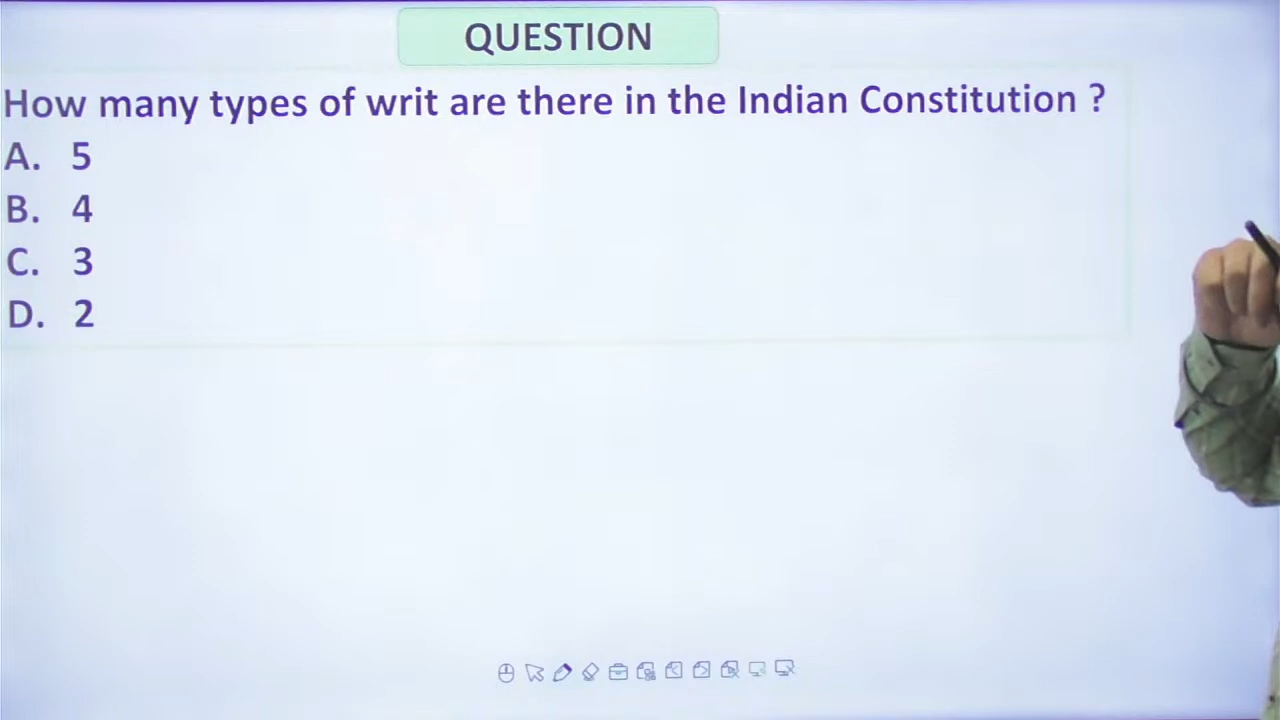 QUESTION
How many types of writ are there in the Indian Constitution ?
A. 5
B. 4
C. 3
D. 2